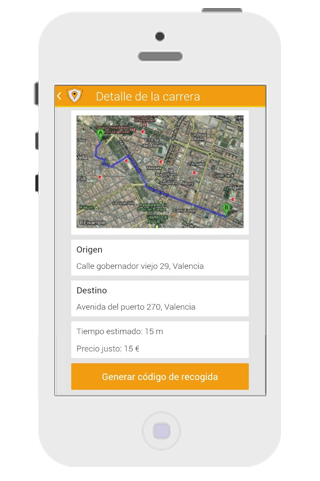 Detalle de la carrera
Origen
Calle gobernador viejo 29, Valencia
Destino
Avenida del puerto 270, Valencia
Tiempo estimado: 15 m
Precio justo: 15 €
Generar código de recogida